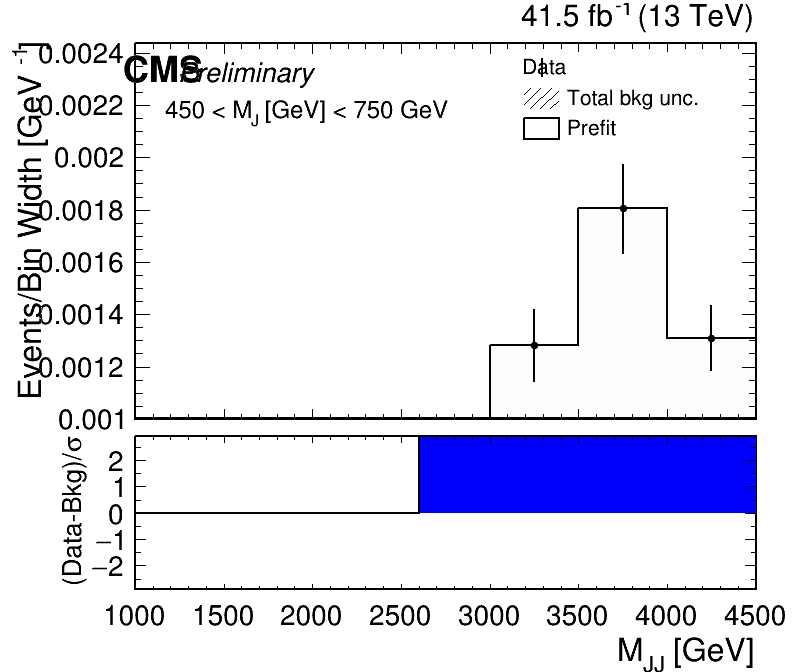 41.5 fb-1 (13 TeV)
CMS Preliminary
450 < MJ [GeV] < 750 GeV
Data
Total bkg unc.
Prefit
Events/Bin Width [GeV-1]
0.0024
0.0022
0.002
0.0018
0.0016
0.0014
0.0012
0.001
(Data-Bkg)/σ
2
1
0
−1
−2
1000 1500 2000 2500 3000 3500 4000 4500
MJJ [GeV]